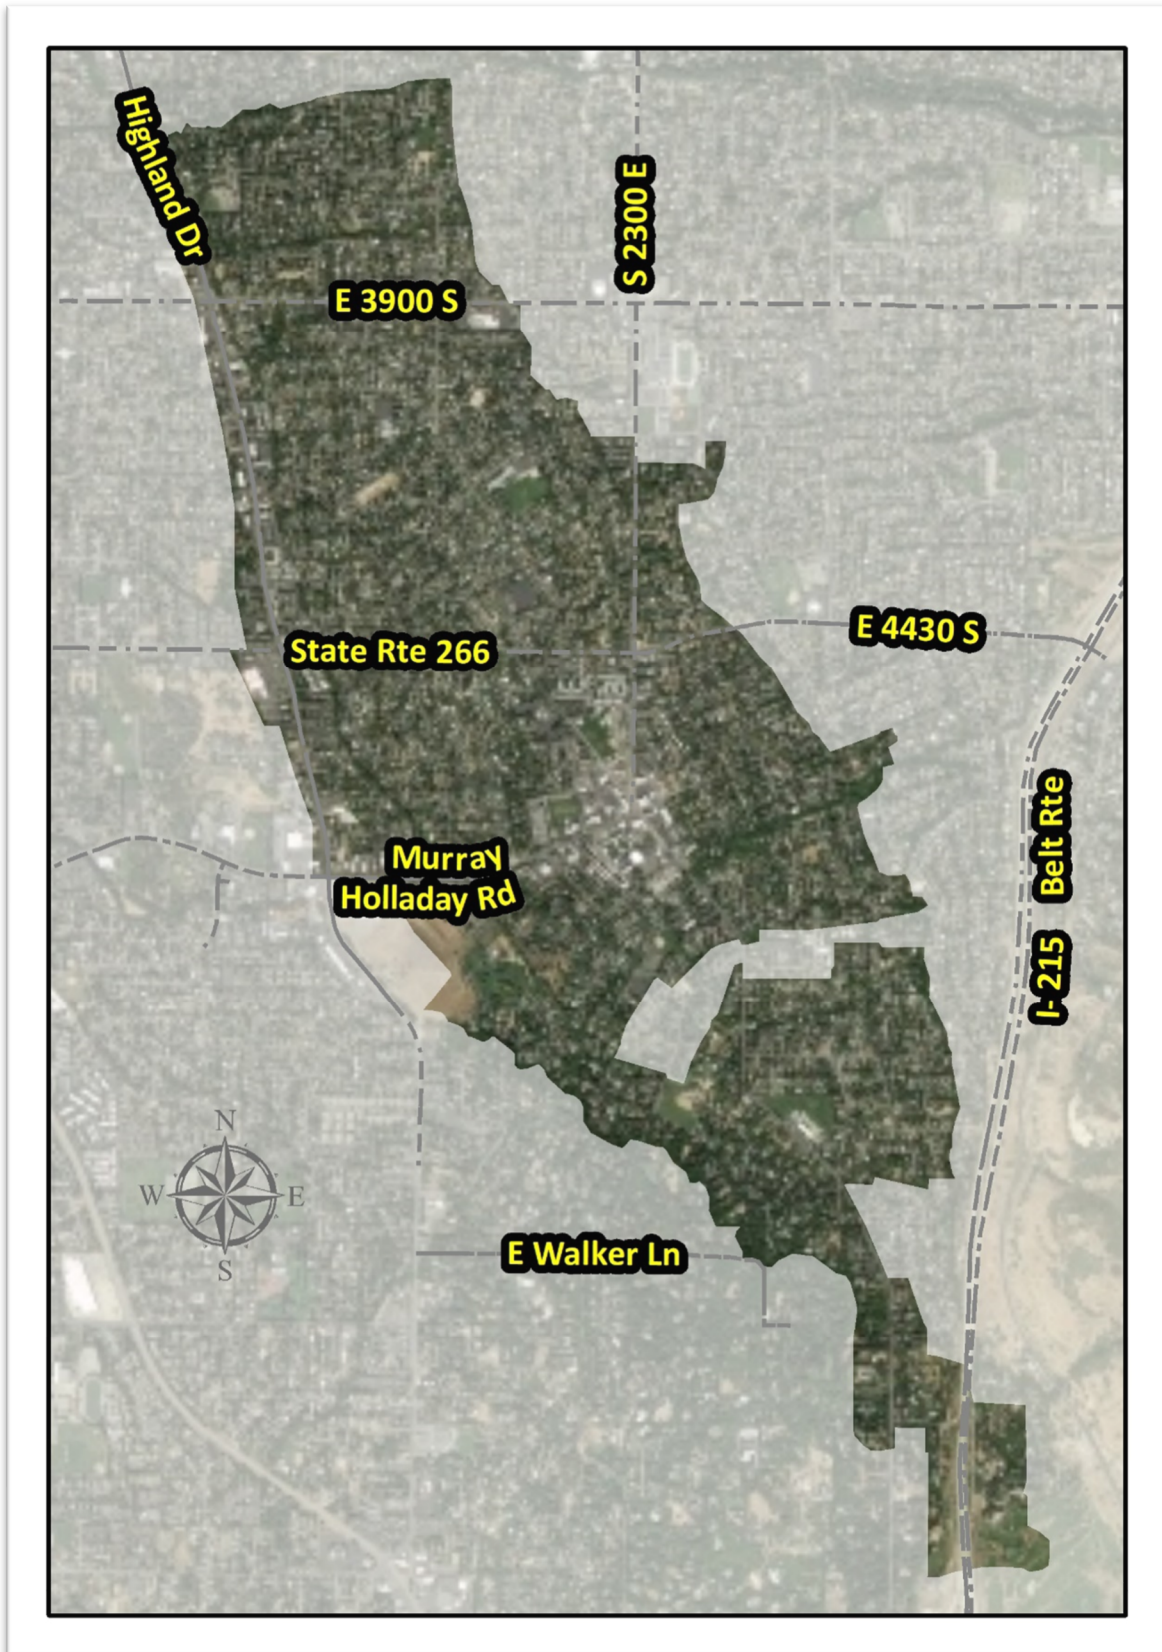 Highland Dr
S 2300 E
E 3900 S
E 4430 S
State Rte 266
Belt Rte
Murray
Holladay Rd
I-215
N
W E
S
E Walker Ln